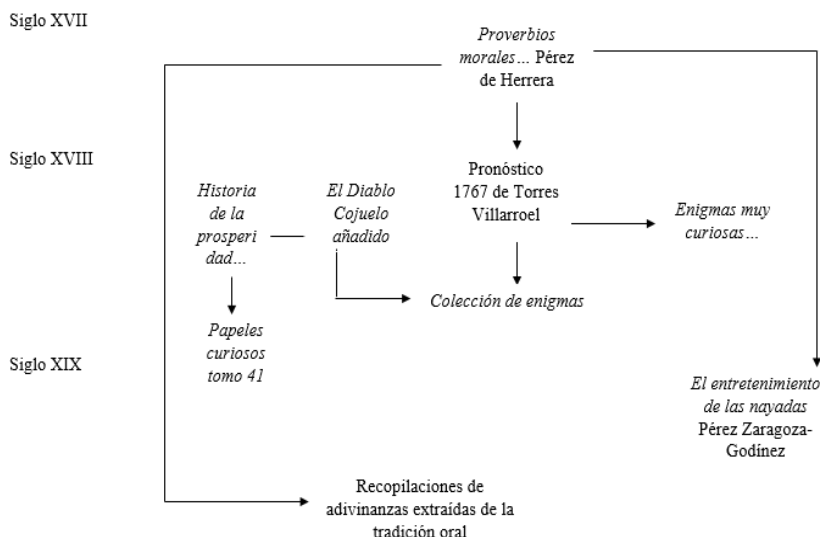 Siglo XVII
Proverbios
morales... Pérez
de Herrera
Siglo XVIII
Pronóstico
1767 de Torres
Villarroel
Historia
de la
prosperi
dad...
El Diablo
Cojuelo
añadido
Enigmas muy
curiosas...
Colección de enigmas
Papeles
curiosos
tomo 41
Siglo XIX
El entretenimiento
de las nayadas
Pérez Zaragoza-
Godínez
Recopilaciones de
adivinanzas extraídas de la
tradición oral